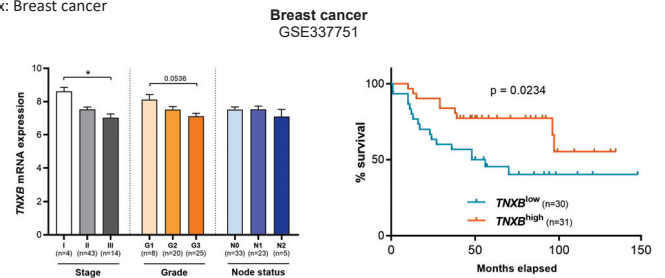 x: Breast cancer
Breast cancer
GSE337751
TNXB mRNA expression
10
8
6
4
2
0
*
0.0536
I II III G1 G2 G3 N0 N1 N2
(n=4) (n=43) (n=14) (n=8) (n=20) (n=25) (n=33) (n=23) (n=5)
Stage Grade Node status
% survival
100
50
0
p = 0.0234
TNXBlow (n=30)
TNXBhigh (n=31)
0 50 100 150
Months elapsed